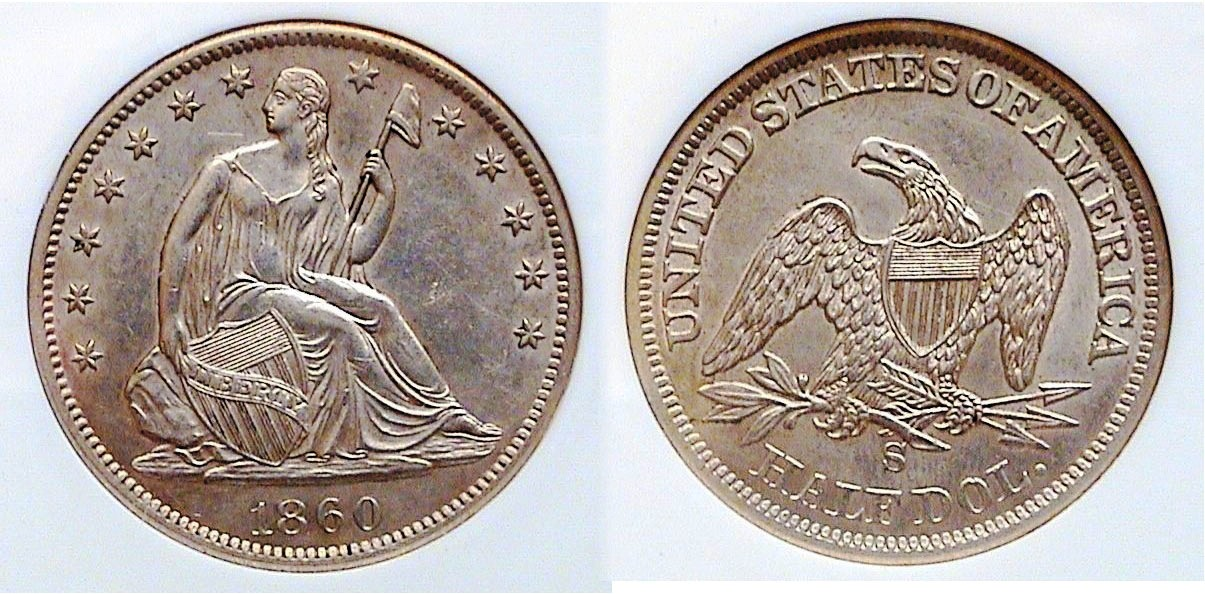 LIBERTY
1860
UNITED STATES OF AMERICA
S
HALF DOL.